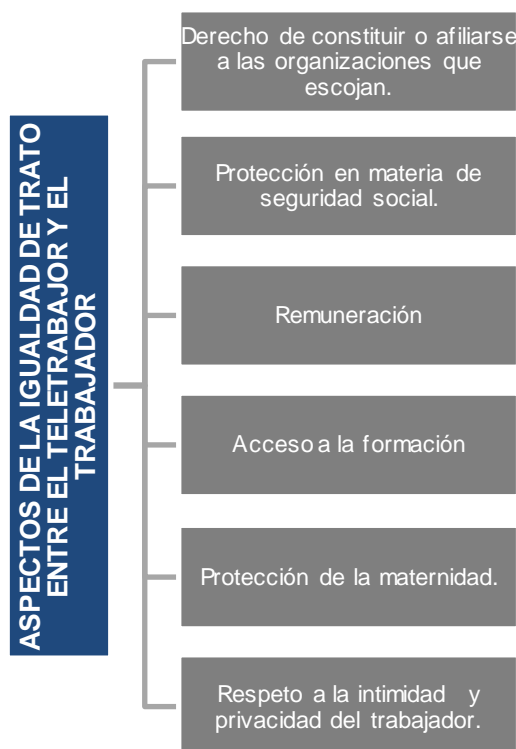 ASPECTOS DE LA IGUALDAD DE TRATO
ENTRE EL TELETRABAJOR Y EL
TRABAJADOR
Derecho de constituir o afiliarse
a las organizaciones que
escojan.
Protección en materia de
seguridad social.
Remuneración
Acceso a la formación
Protección de la maternidad.
Respeto a la intimidad y
privacidad del trabajador.